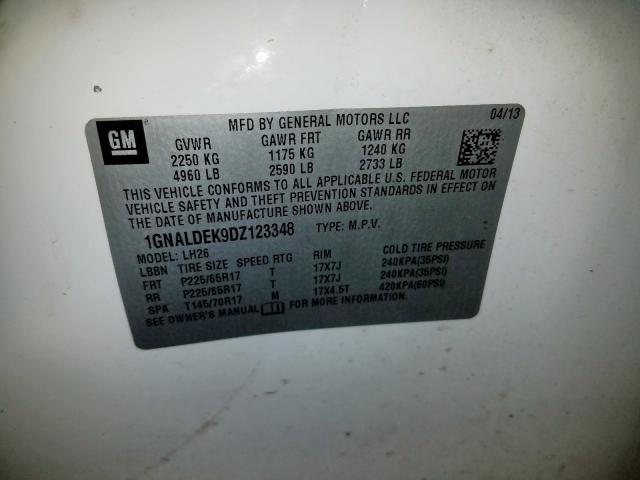 GM
MFD BY GENERAL MOTORS LLC 04/13
GVWR GAWR FRT GAWR RR
2250 KG 1175 KG 1240 KG
4960 LB 2590 LB 2733 LB
THIS VEHICLE CONFORMS TO ALL APPLICABLE U.S. FEDERAL MOTOR
VEHICLE SAFETY AND THEFT PREVENTION STANDARDS IN EFFECT ON
THE DATE OF MANUFACTURE SHOWN ABOVE.
1GNALDEK9DZ123348 TYPE: M.P.V.
MODEL: LH26
LBBN TIRE SIZE SPEED RTG RIM COLD TIRE PRESSURE
FRT P225/65R17 T 17X7J 240KPA(35PSI)
RR P225/65R17 T 17X7J 240KPA(35PSI)
SPA T145/70R17 M 17X4.5T 420KPA(60PSI)
SEE OWNER'S MANUAL